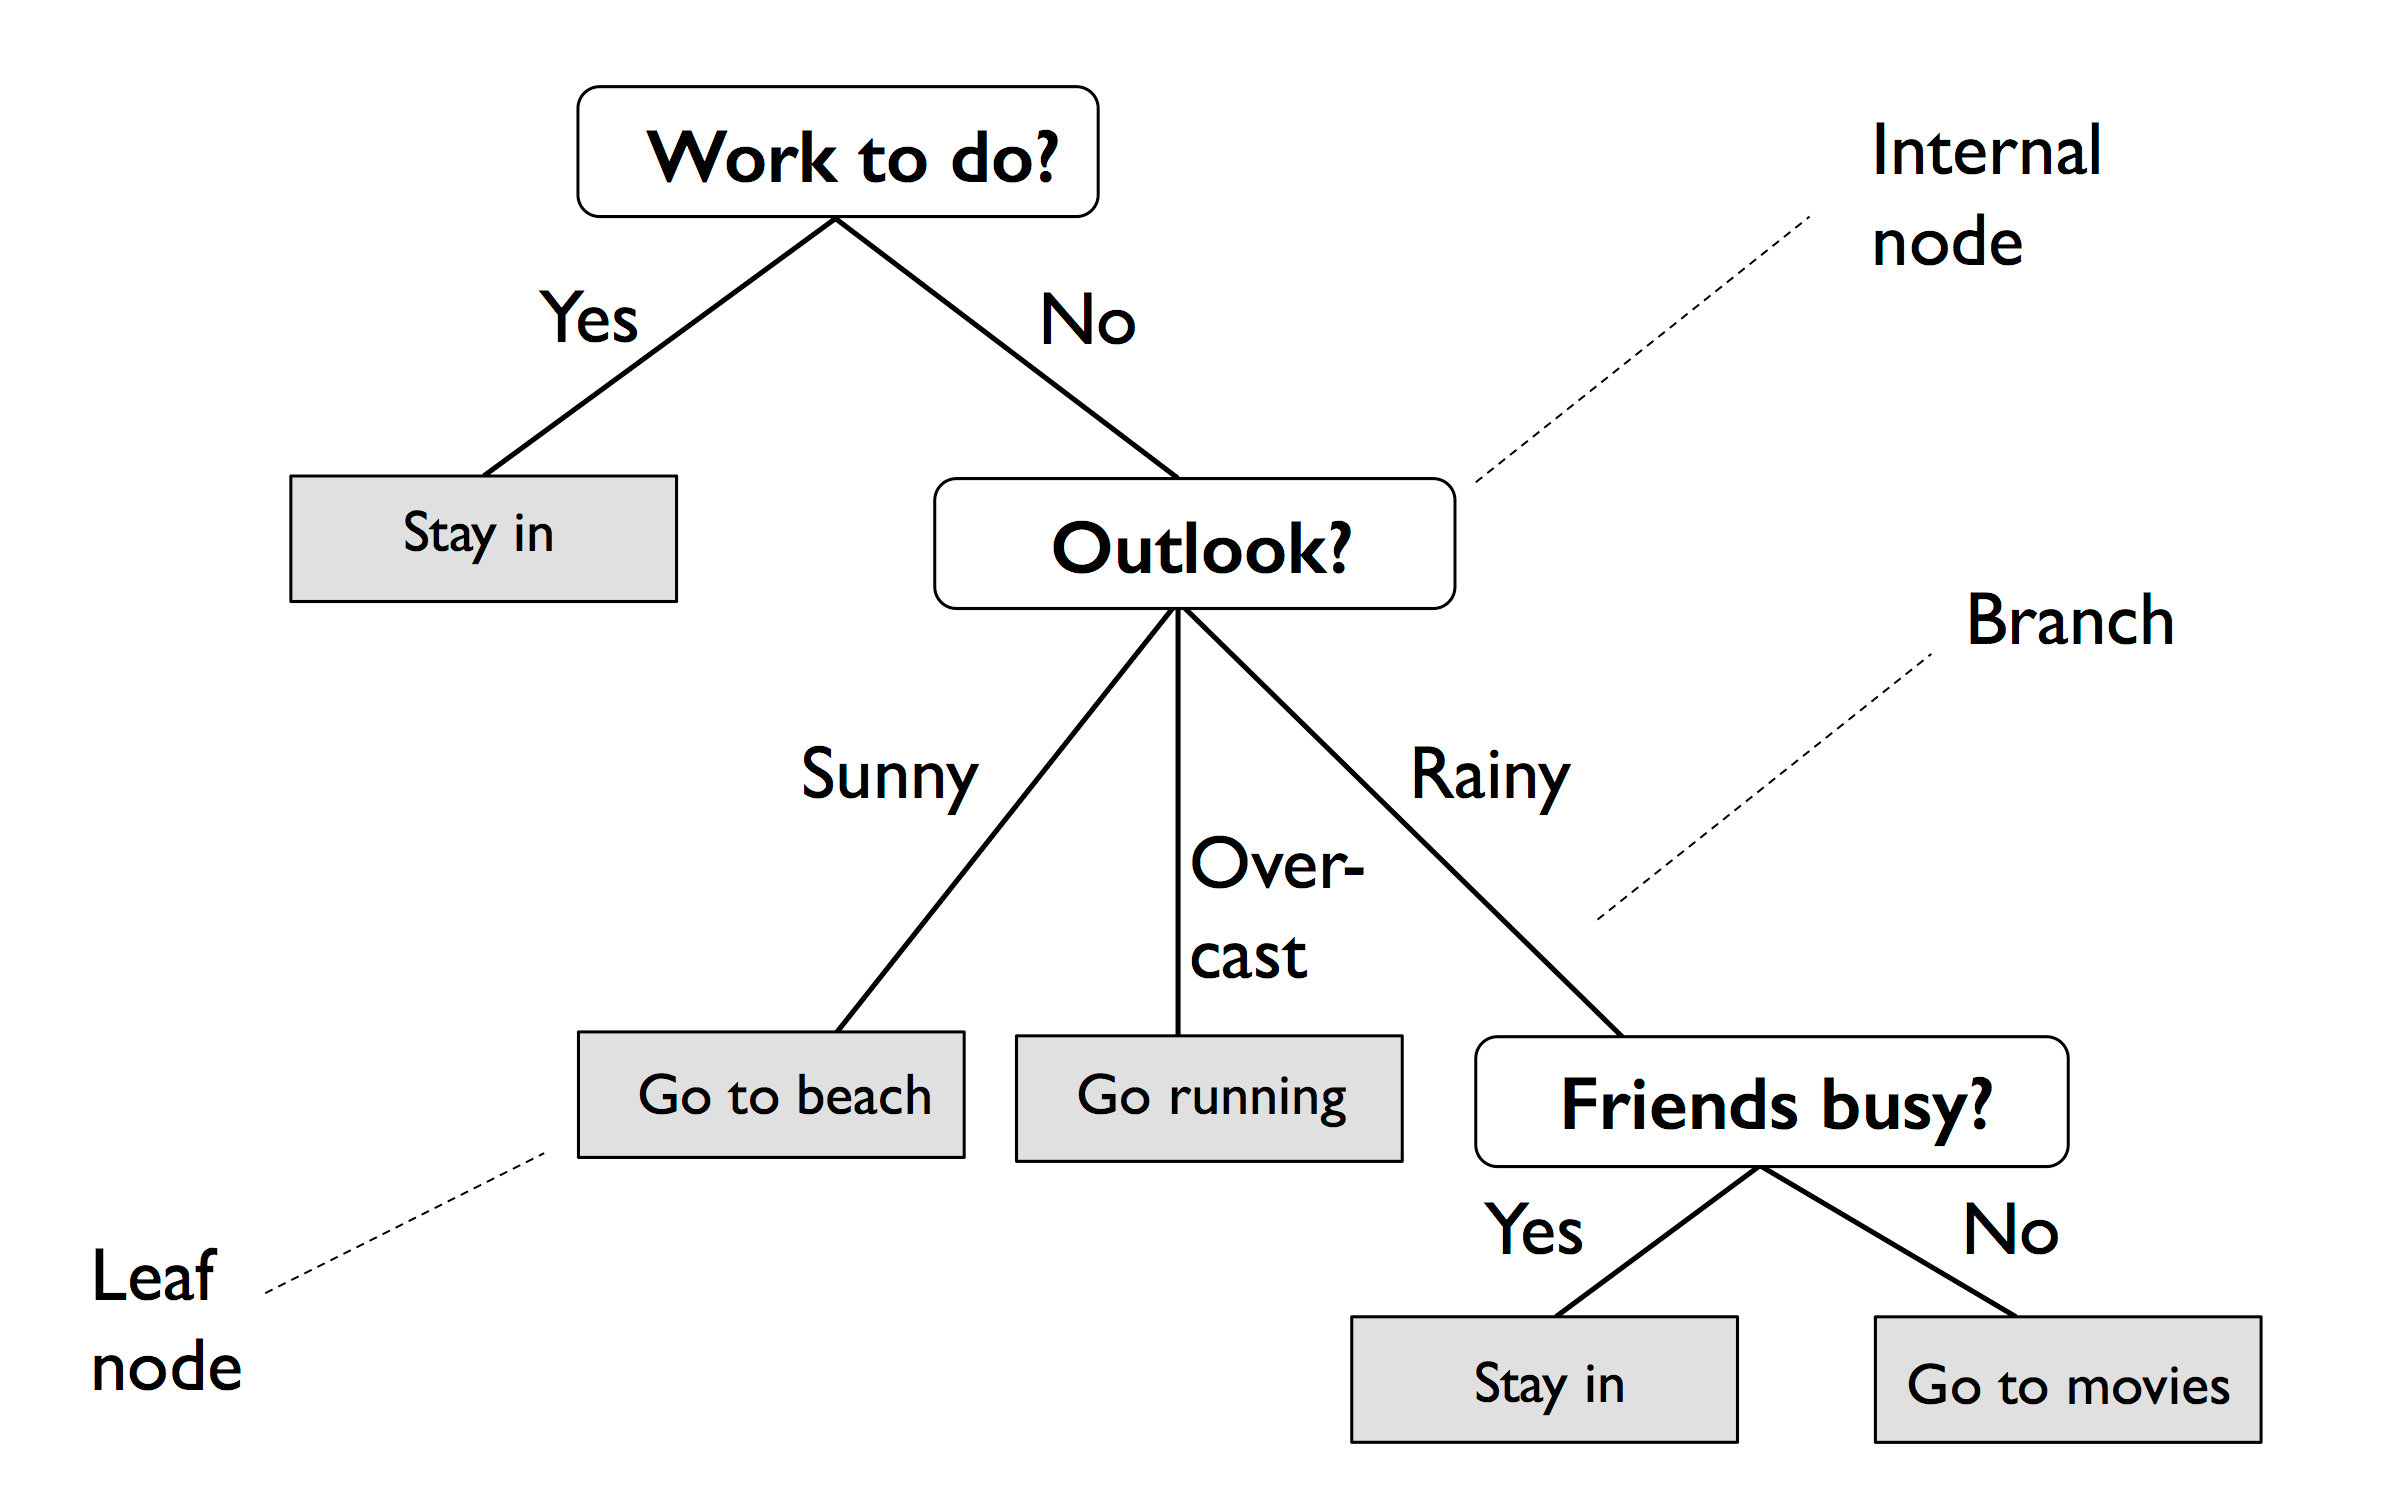 Work to do?
Internal
node
Yes
No
Stay in
Outlook?
Branch
Sunny
Rainy
Over-
cast
Go to beach
Go running
Friends busy?
Yes
No
Leaf
node
Stay in
Go to movies